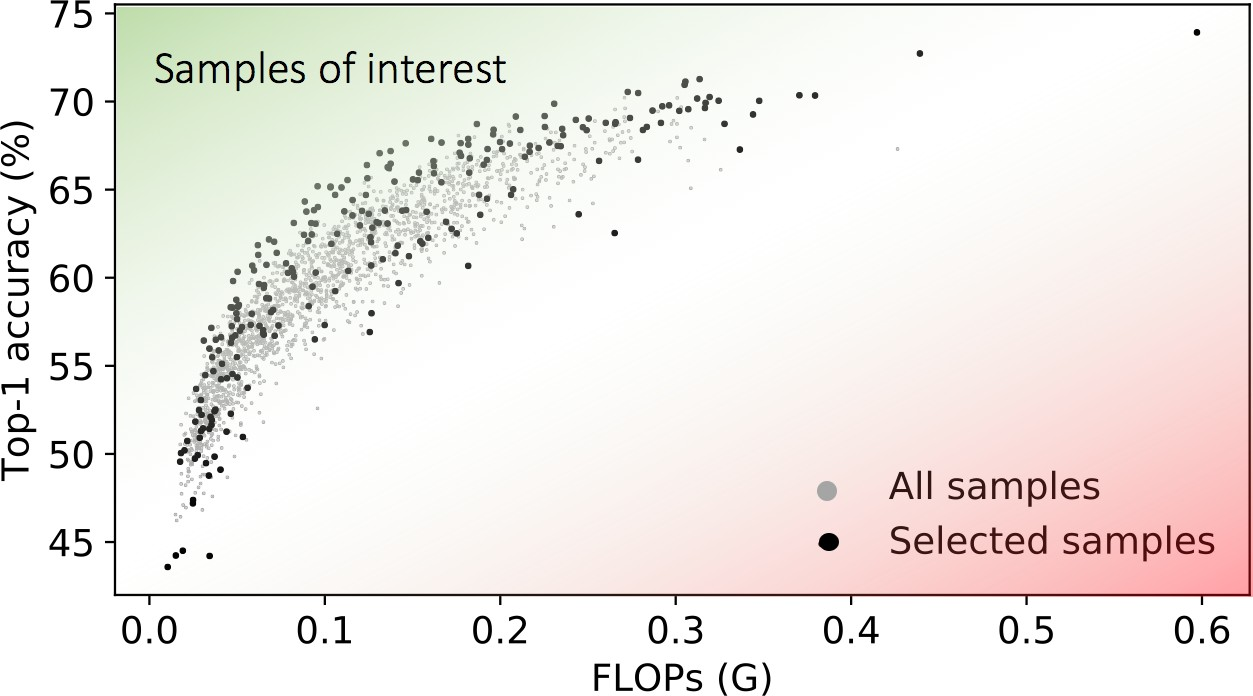 75
70
65
60
55
50
45
Top-1 accuracy (%)
Samples of interest
All samples
Selected samples
0.0 0.1 0.2 0.3 0.4 0.5 0.6
FLOPs (G)